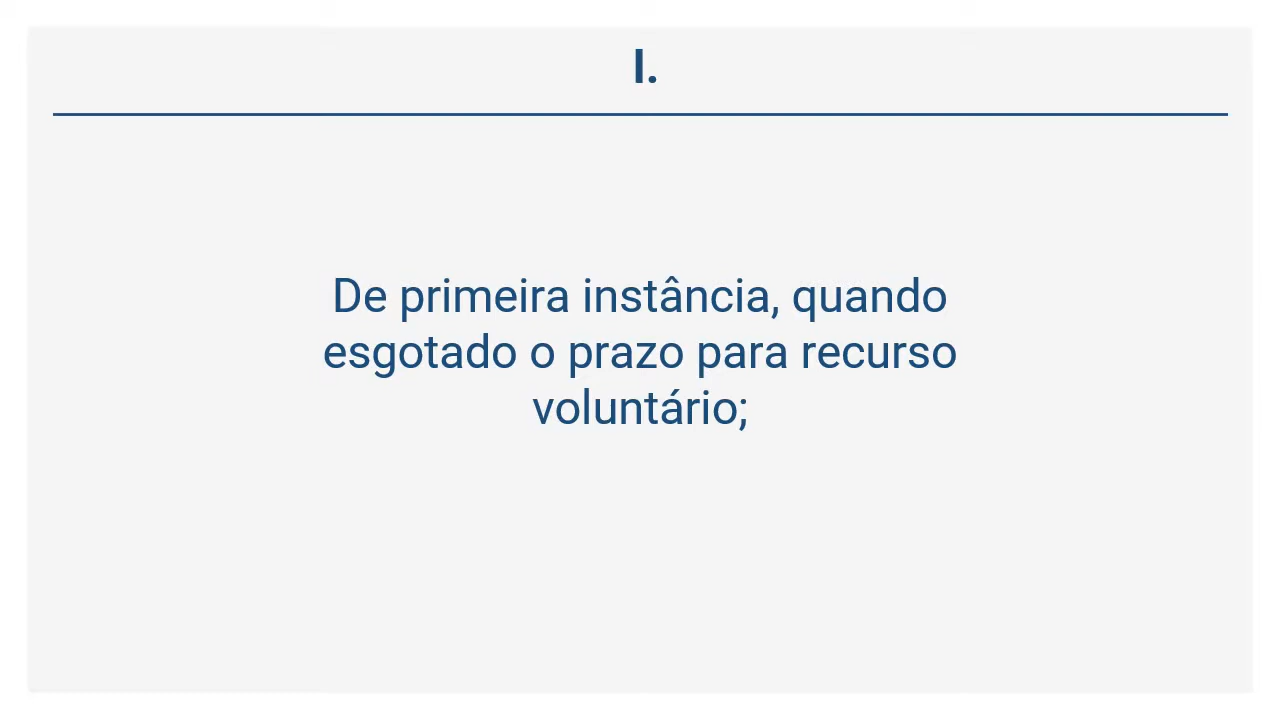 I.
De primeira instância, quando
esgotado o prazo para recurso
voluntário;